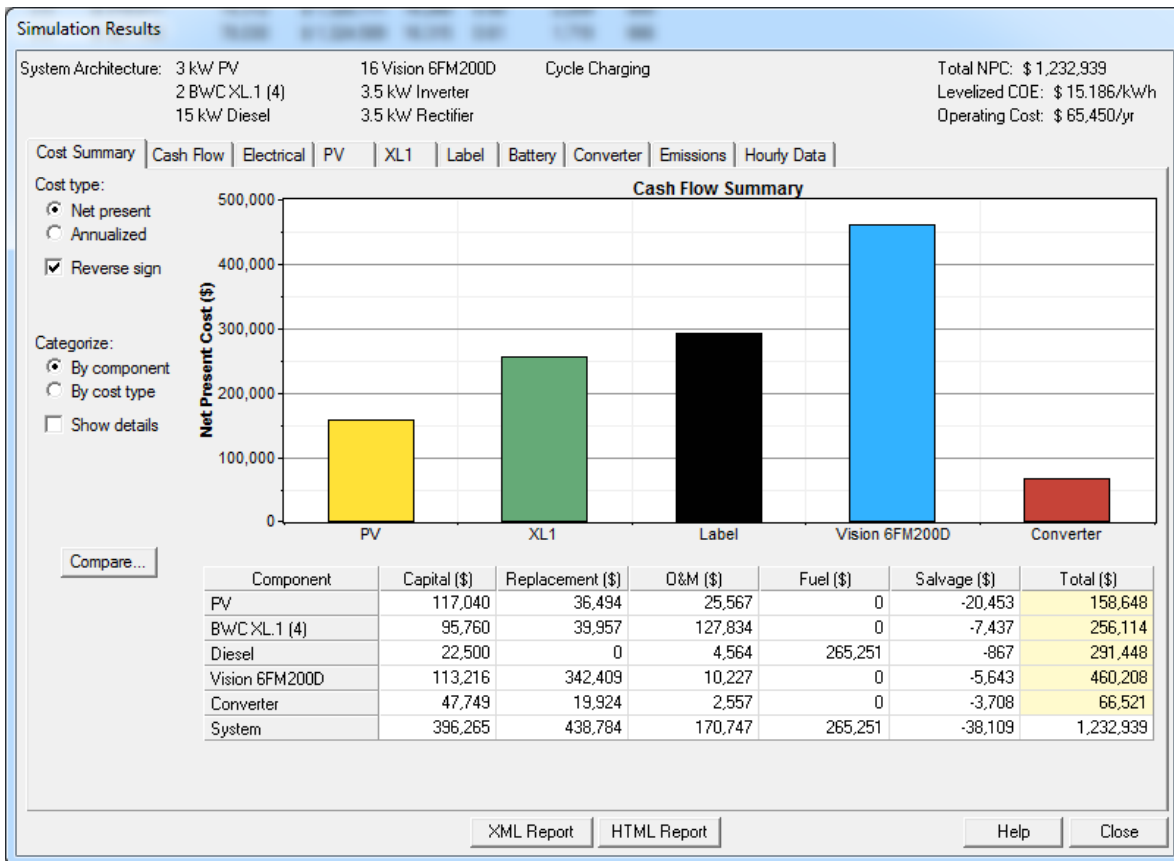 Simulation Results
System Architecture: 3 kW PV 16 Vision 6FM200D Cycle Charging Total NPC: $ 1,232,939
2 BWC XL.1 (4) 3.5 kW Inverter Levelized COE: $ 15.186/kWh
15 kW Diesel 3.5 kW Rectifier Operating Cost: $ 65,450/yr
Cost Summary Cash Flow Electrical PV XL1 Label Battery Converter Emissions Hourly Data
Cost type:
Net present
Annualized
Reverse sign
Categorize:
By component
By cost type
Show details
Compare...
Cash Flow Summary
Net Present Cost ($)
500,000
400,000
300,000
200,000
100,000
0
PV XL1 Label Vision 6FM200D Converter
Component Capital ($) Replacement ($) O&M ($) Fuel ($) Salvage ($) Total ($)
PV 117,040 36,494 25,567 0 -20,453 158,648
BWC XL.1 (4) 95,760 39,957 127,834 0 -7,437 256,114
Diesel 22,500 0 4,564 265,251 -867 291,448
Vision 6FM200D 113,216 342,409 10,227 0 -5,643 460,208
Converter 47,749 19,924 2,557 0 -3,708 66,521
System 396,265 438,784 170,747 265,251 -38,109 1,232,939
XML Report HTML Report Help Close